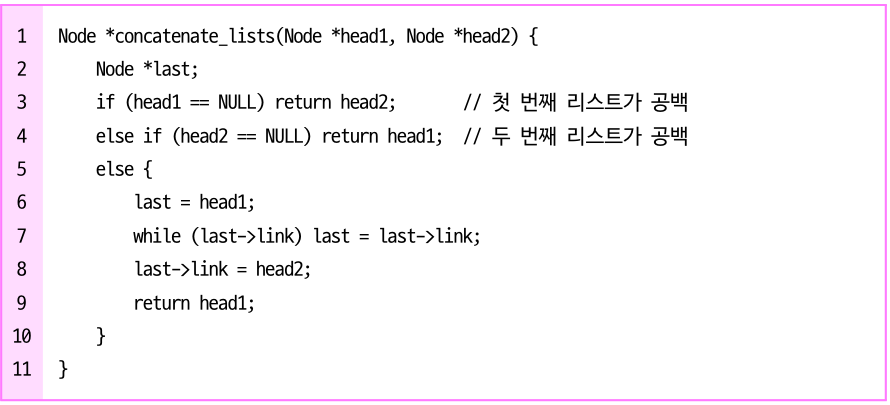 1 Node *concatenate_lists(Node *head1, Node *head2) {
2 Node *last;
3 if (head1 == NULL) return head2; // 첫 번째 리스트가 공백
4 else if (head2 == NULL) return head1; // 두 번째 리스트가 공백
5 else {
6 last = head1;
7 while (last->link) last = last->link;
8 last->link = head2;
9 return head1;
10 }
11 }